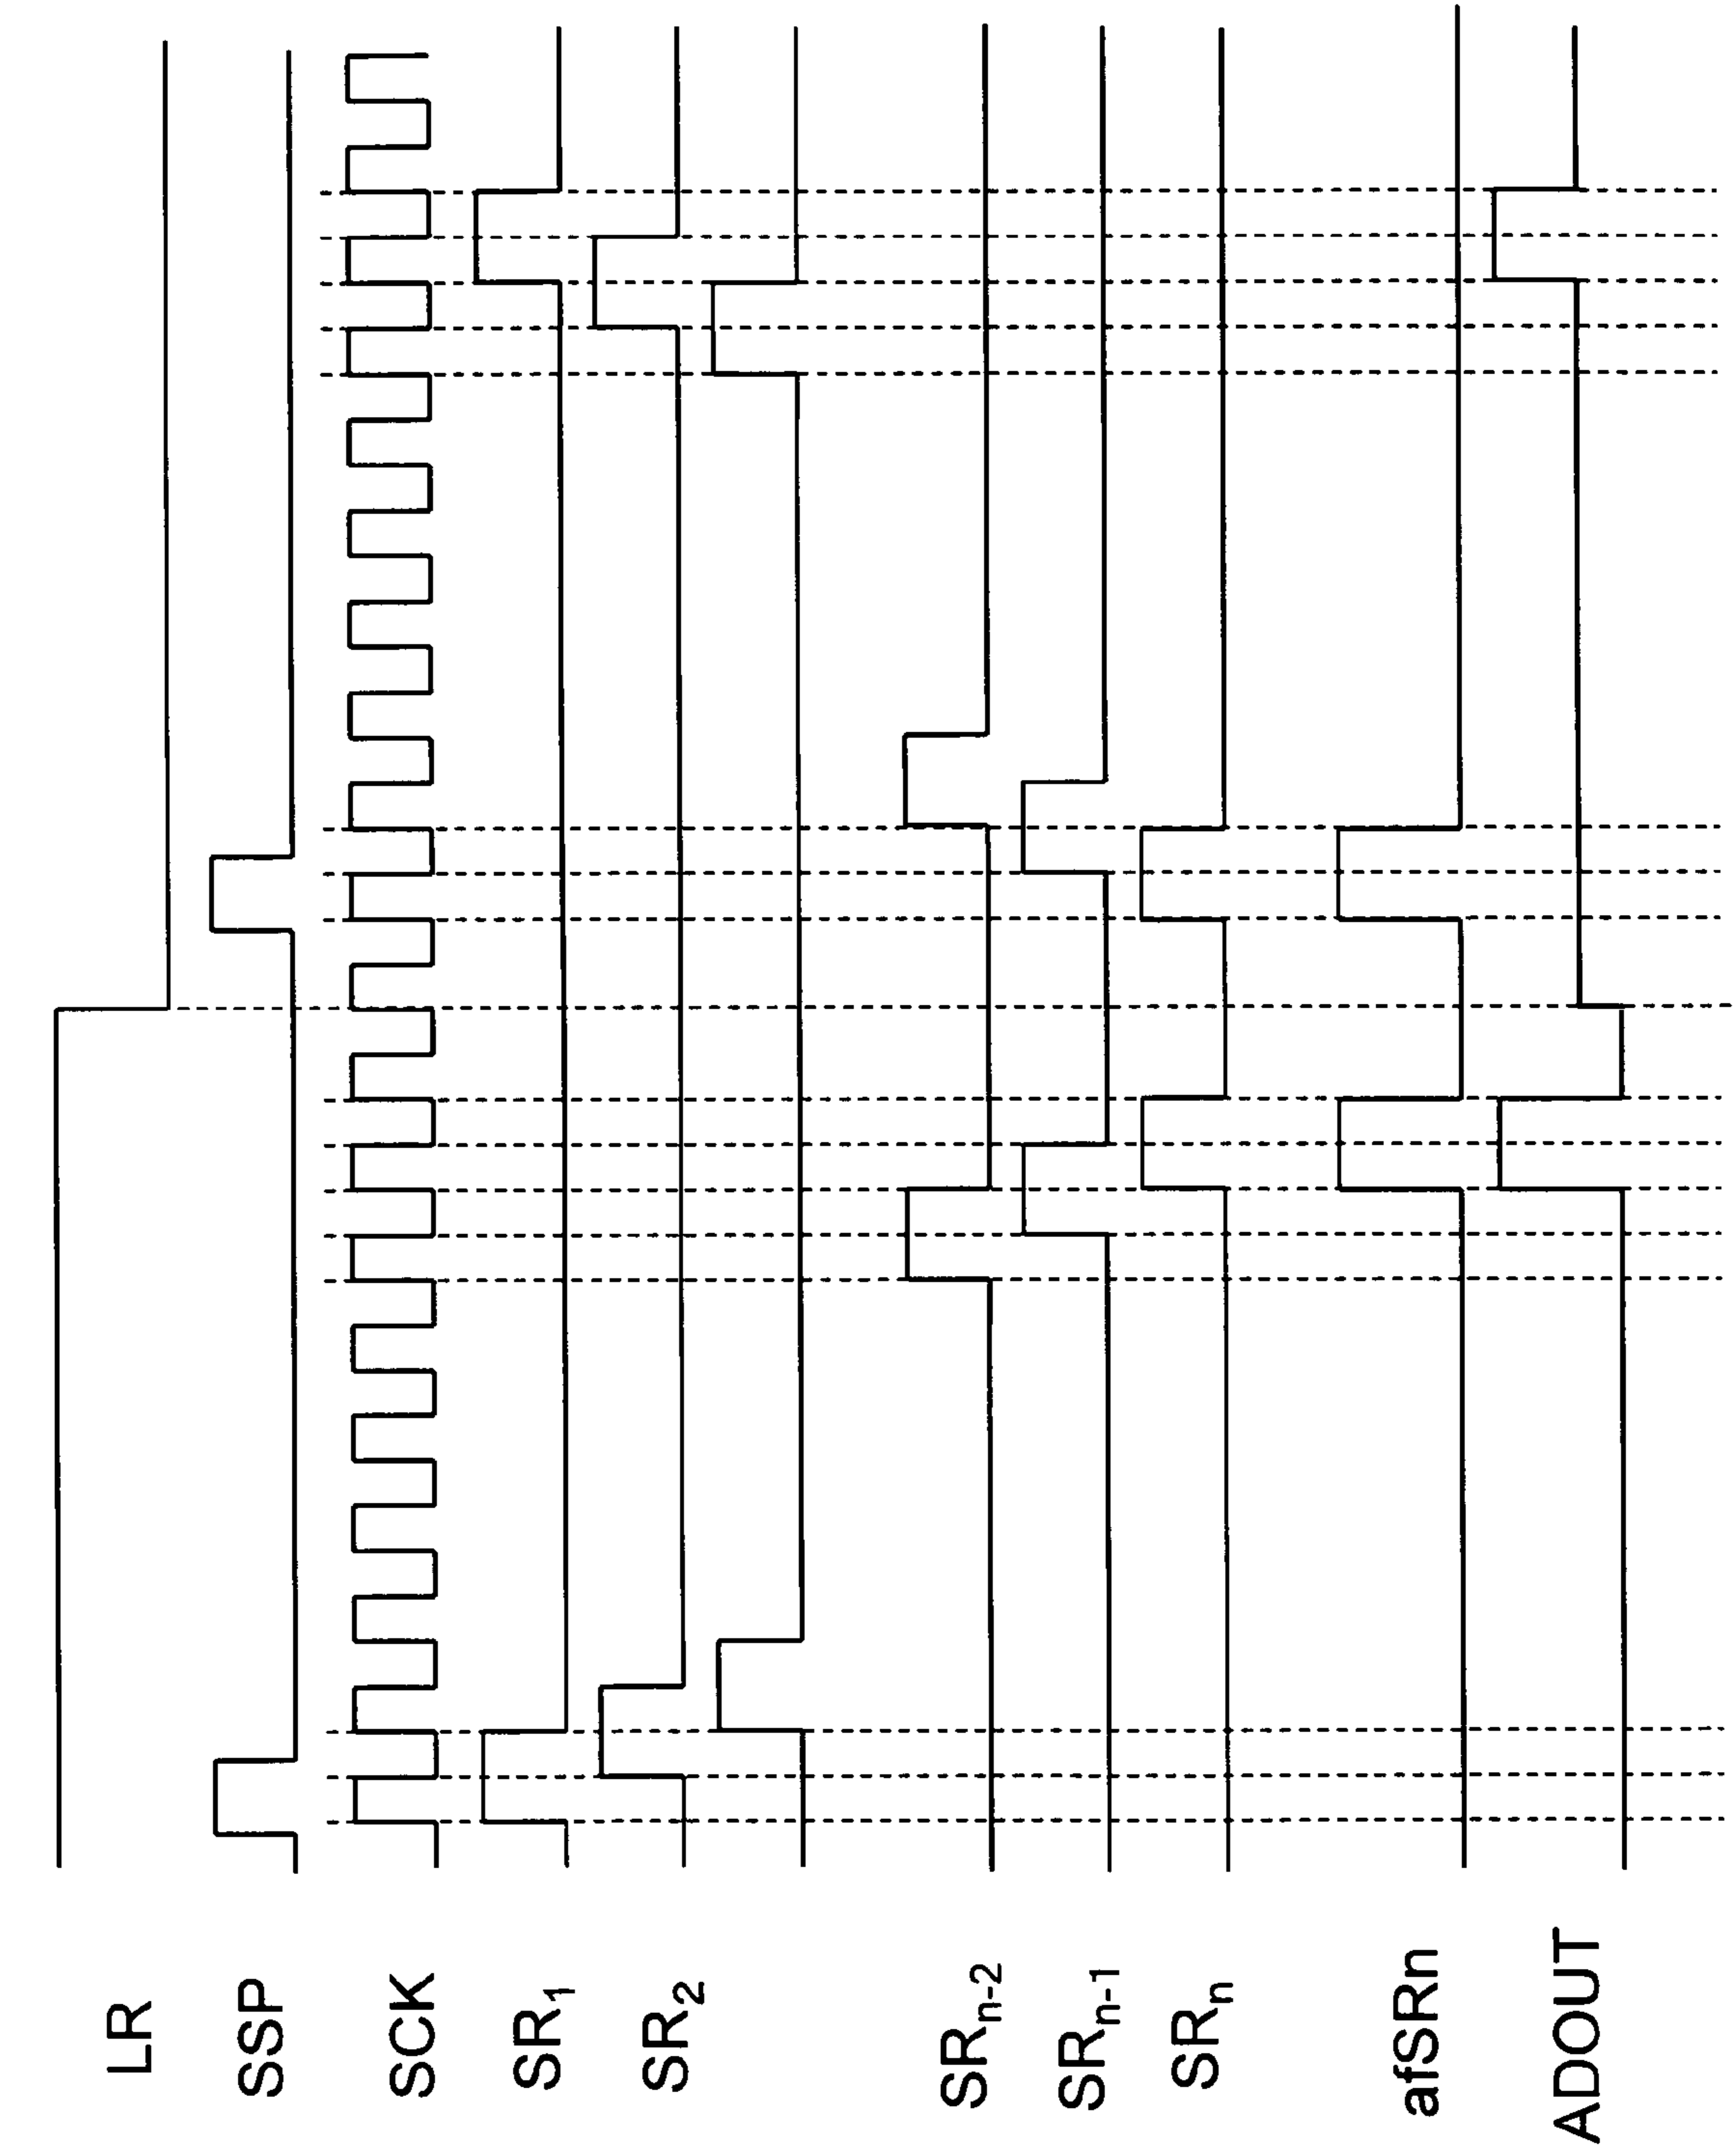 LR
SSP
SCK
SR₁
SR₂
SRₙ₋₂
SRₙ₋₁
SRₙ
afSRn
ADOUT